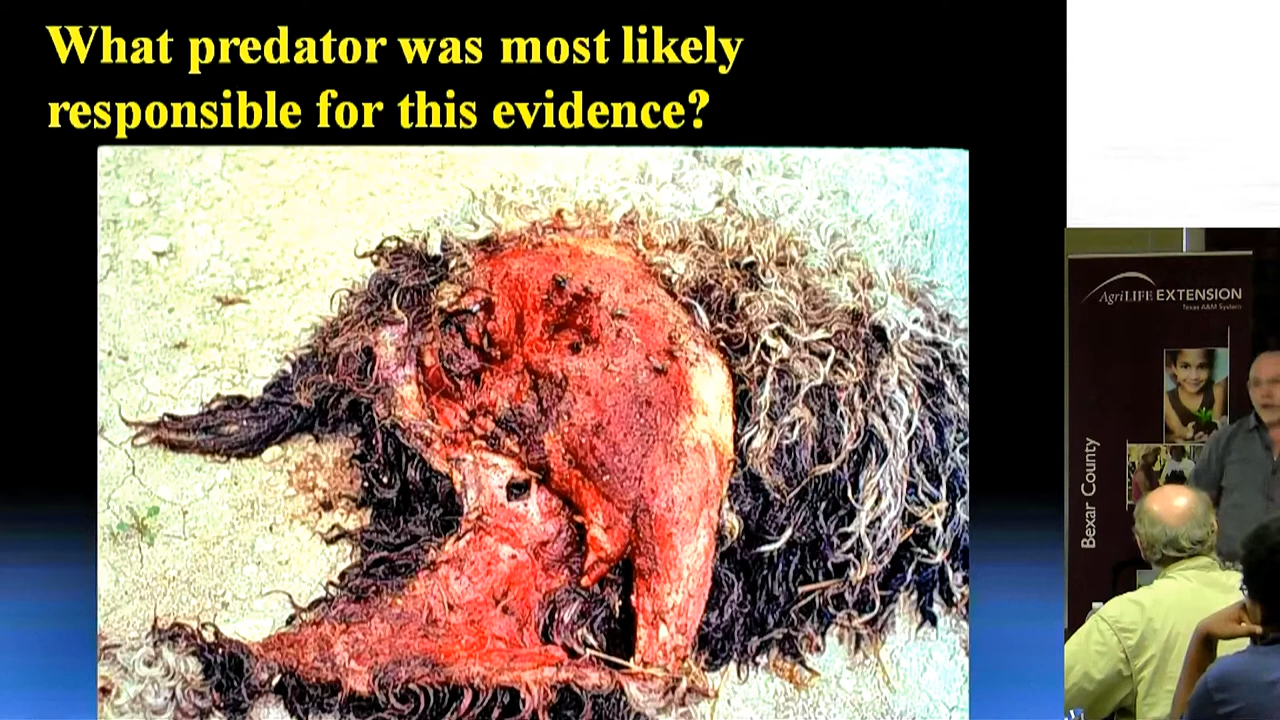 What predator was most likely
responsible for this evidence?
AgriLIFE EXTENSION
Texas A&M System
Bexar County